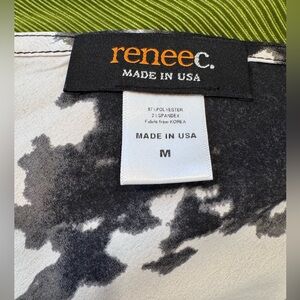 reneec.
MADE IN USA
97%POLYESTER
3%SPANDEX
Fabric from KOREA
MADE IN USA
M